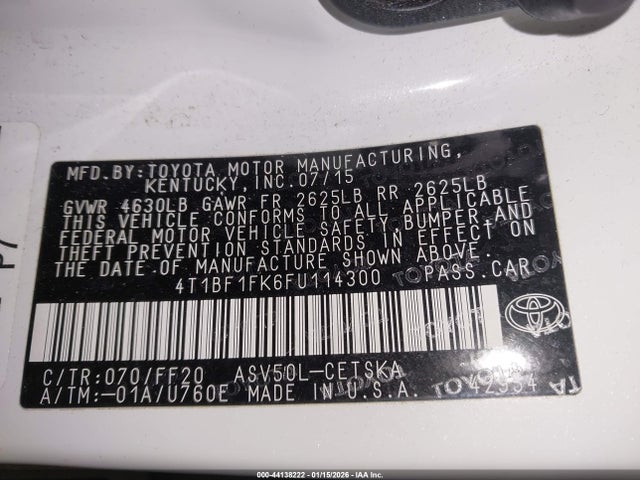 MFD.BY:TOYOTA MOTOR MANUFACTURING,
KENTUCKY,INC.07/15
GVWR 4630LB GAWR FR 2625LB RR 2625LB
THIS VEHICLE CONFORMS TO ALL APPLICABLE
FEDERAL MOTOR VEHICLE SAFETY,BUMPER,AND
THEFT PREVENTION STANDARDS IN EFFECT ON
THE DATE OF MANUFACTURE SHOWN ABOVE.
4T1BF1FK6FU114300 PASS.CAR
C/TR:070/FF20 ASV50L-CETSKA
A/TM:-01A/U760E MADE IN U.S.A.
000-44138222 - 01/15/2026 - IAA Inc.